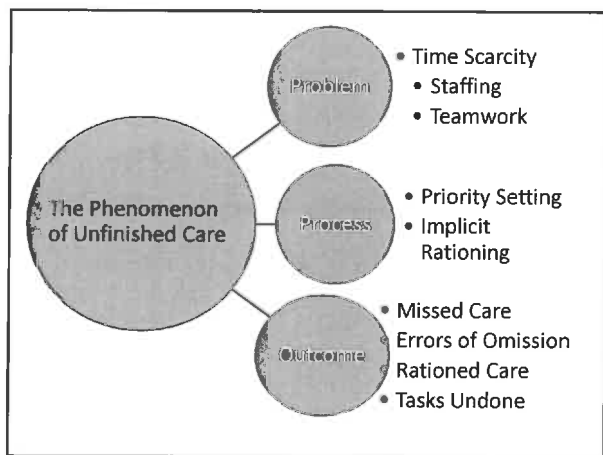 Problem
• Time Scarcity
• Staffing
• Teamwork
The Phenomenon
of Unfinished Care
Process
• Priority Setting
• Implicit
Rationing
Outcome
• Missed Care
• Errors of Omission
• Rationed Care
• Tasks Undone